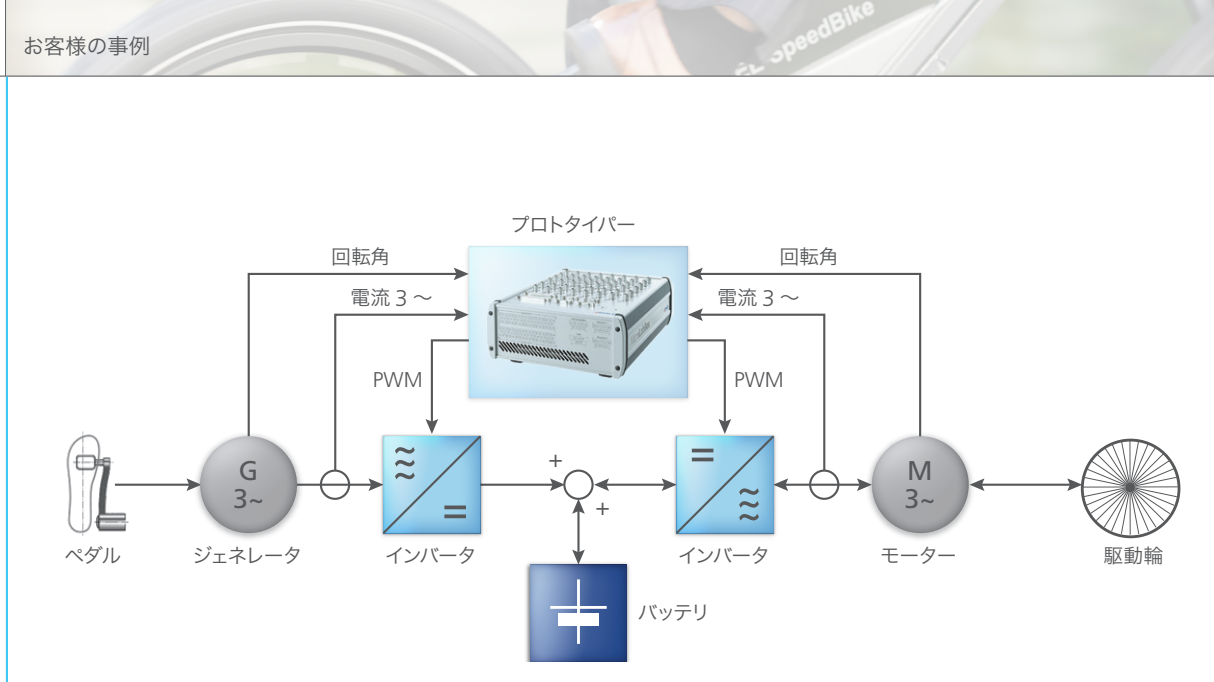 お客様の事例
SpeedBike
プロトタイパー
回転角
回転角
電流 3 ～
電流 3 ～
PWM
PWM
G
3~
M
3~
+
+
ペダル
ジェネレータ
インバータ
インバータ
モーター
駆動輪
バッテリ